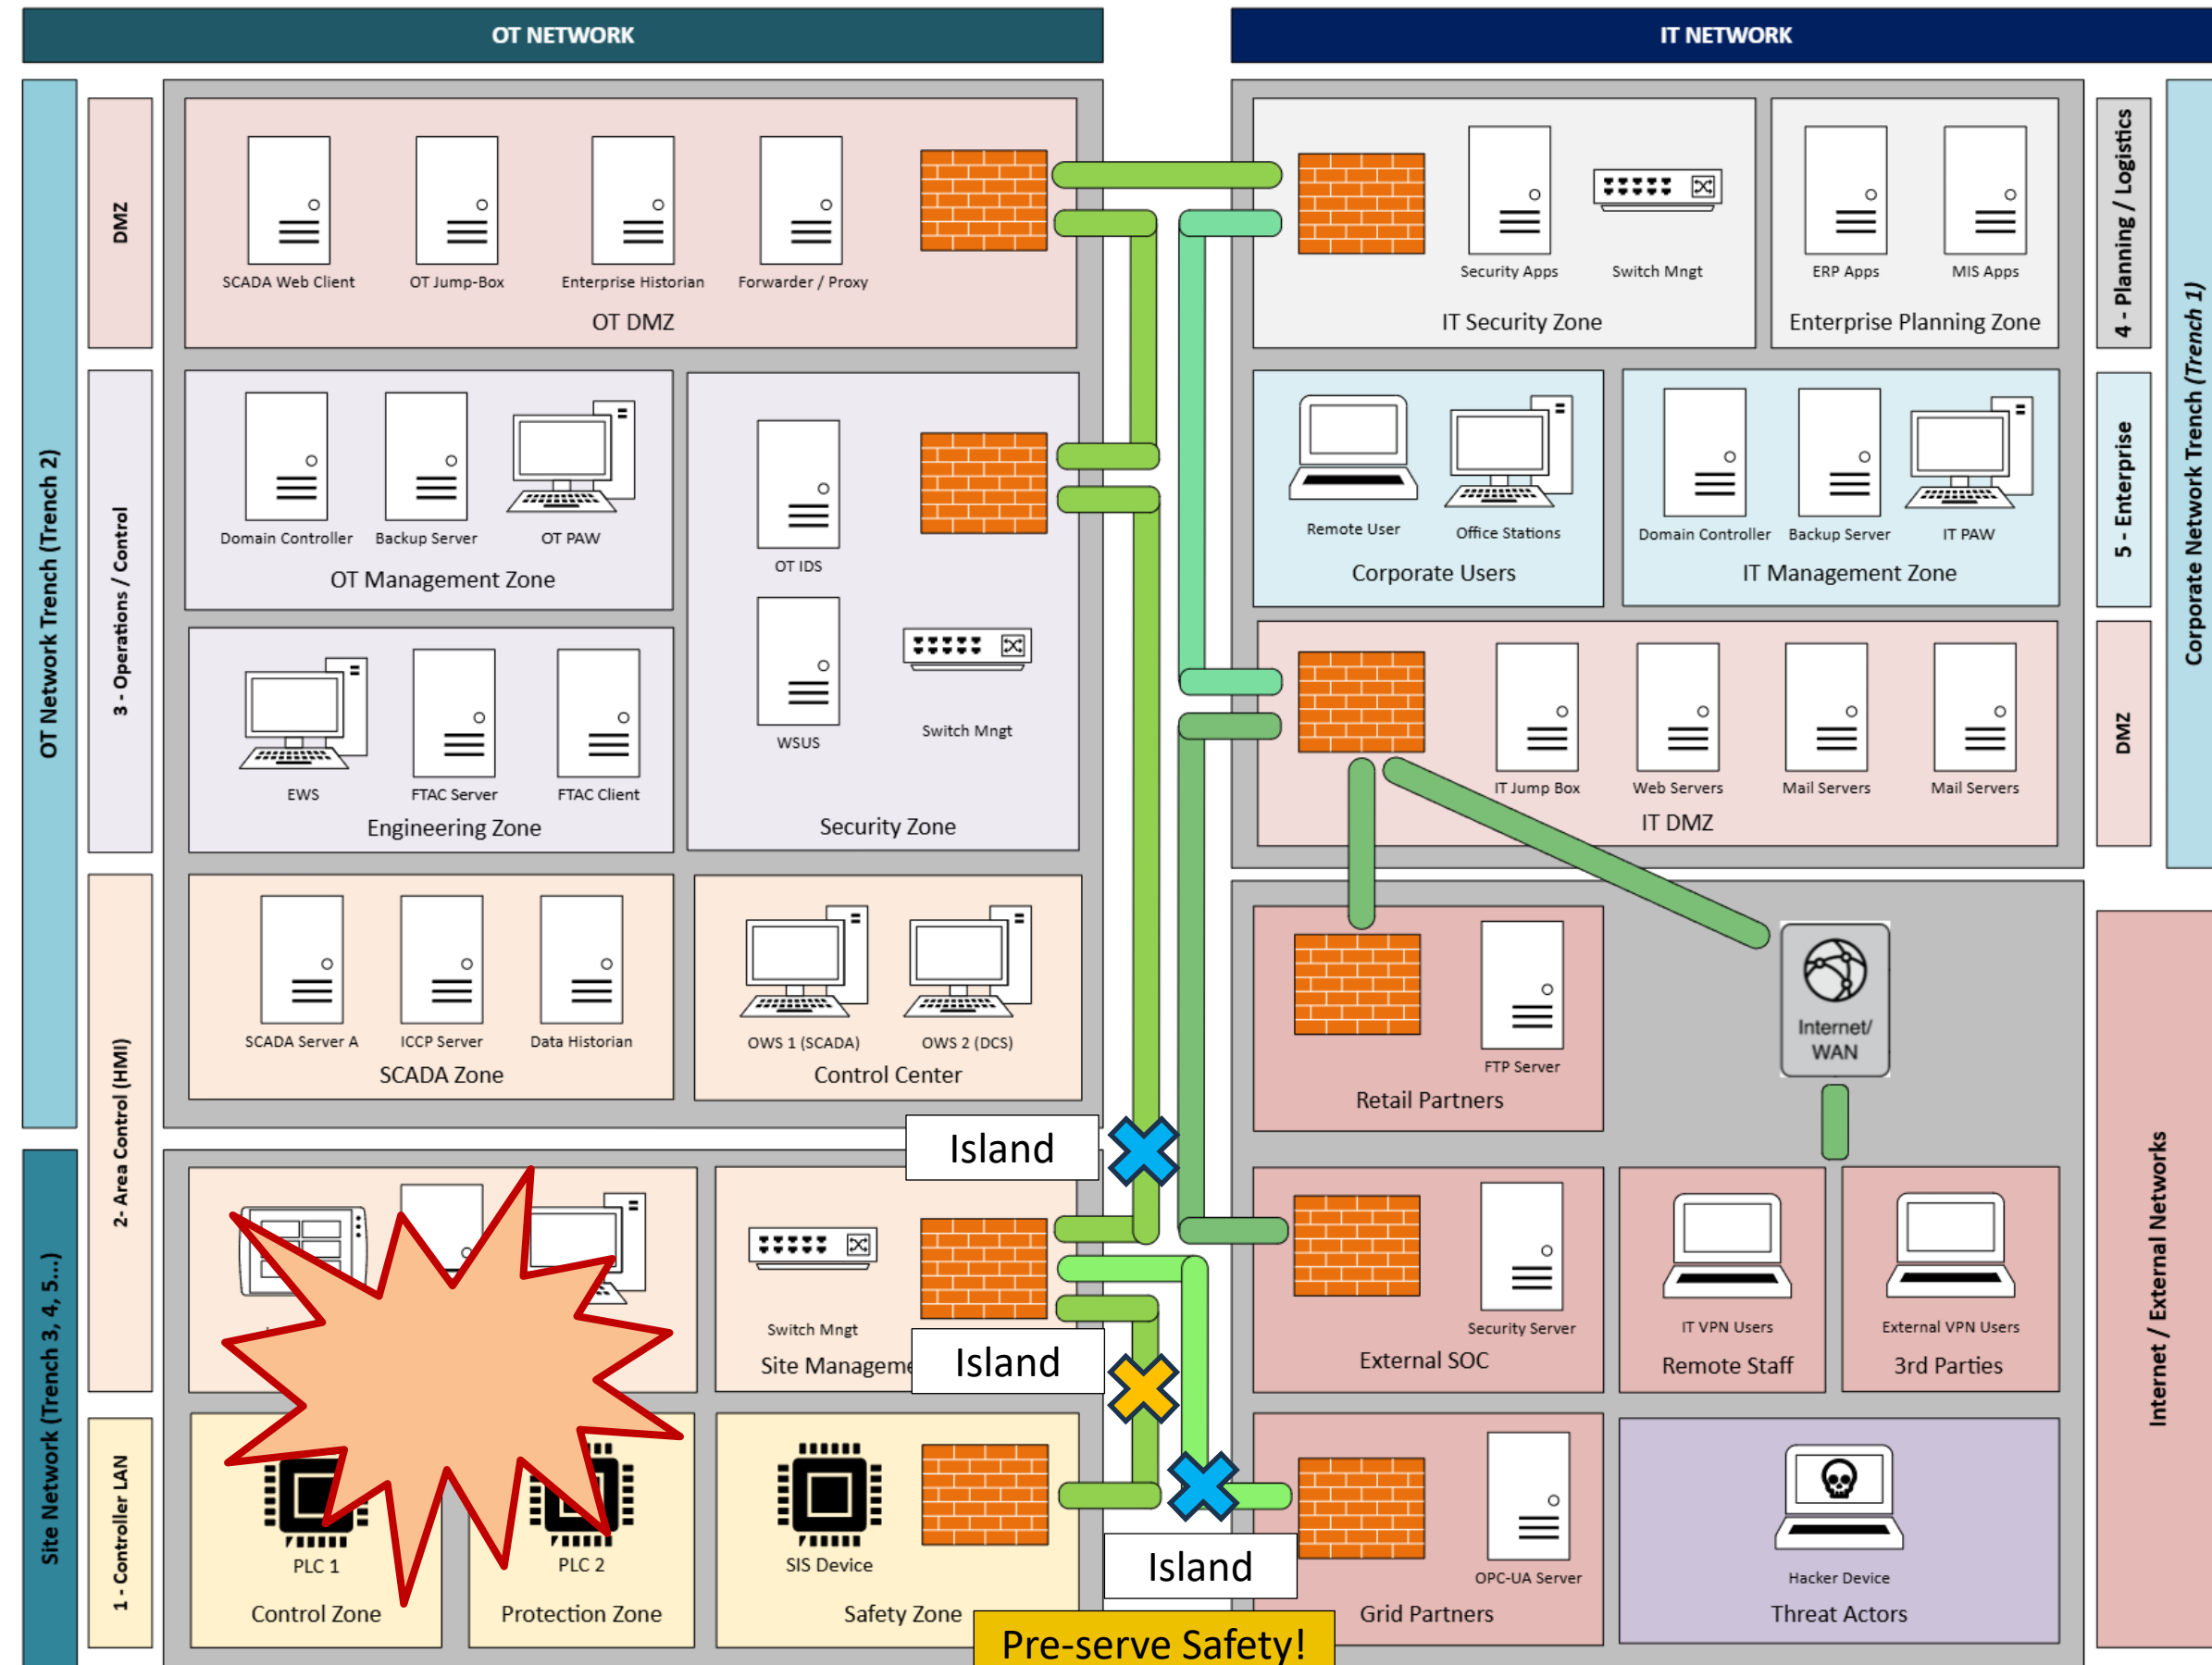 OT NETWORK
IT NETWORK
OT Network Trench (Trench 2)
DMZ
SCADA Web Client
OT Jump-Box
Enterprise Historian
Forwarder / Proxy
OT DMZ
3 - Operations / Control
Domain Controller
Backup Server
OT PAW
OT Management Zone
OT IDS
WSUS
Switch Mngt
Security Zone
EWS
FTAC Server
FTAC Client
Engineering Zone
2- Area Control (HMI)
SCADA Server A
ICCP Server
Data Historian
SCADA Zone
OWS 1 (SCADA)
OWS 2 (DCS)
Control Center
Island
Site Network (Trench 3, 4, 5...)
Switch Mngt
Site Manageme
Island
1 - Controller LAN
PLC 1
Control Zone
PLC 2
Protection Zone
SIS Device
Safety Zone
Island
Pre-serve Safety!
Security Apps
Switch Mngt
IT Security Zone
ERP Apps
MIS Apps
Enterprise Planning Zone
4 - Planning / Logistics
Corporate Network Trench (Trench 1)
Remote User
Office Stations
Corporate Users
Domain Controller
Backup Server
IT PAW
IT Management Zone
5 - Enterprise
IT Jump Box
Web Servers
Mail Servers
Mail Servers
IT DMZ
DMZ
FTP Server
Retail Partners
Internet/
WAN
Internet / External Networks
Security Server
External SOC
IT VPN Users
Remote Staff
External VPN Users
3rd Parties
OPC-UA Server
Grid Partners
Hacker Device
Threat Actors